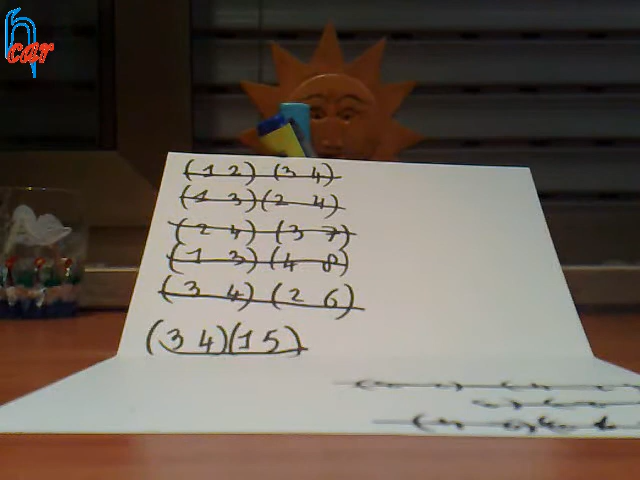 h
car
(1 2) (3 4)
(1 3)(2 4)
(2 4) (3 7)
(1 3) (4 8)
(3 4) (2 6)
(3 4)(1 5)